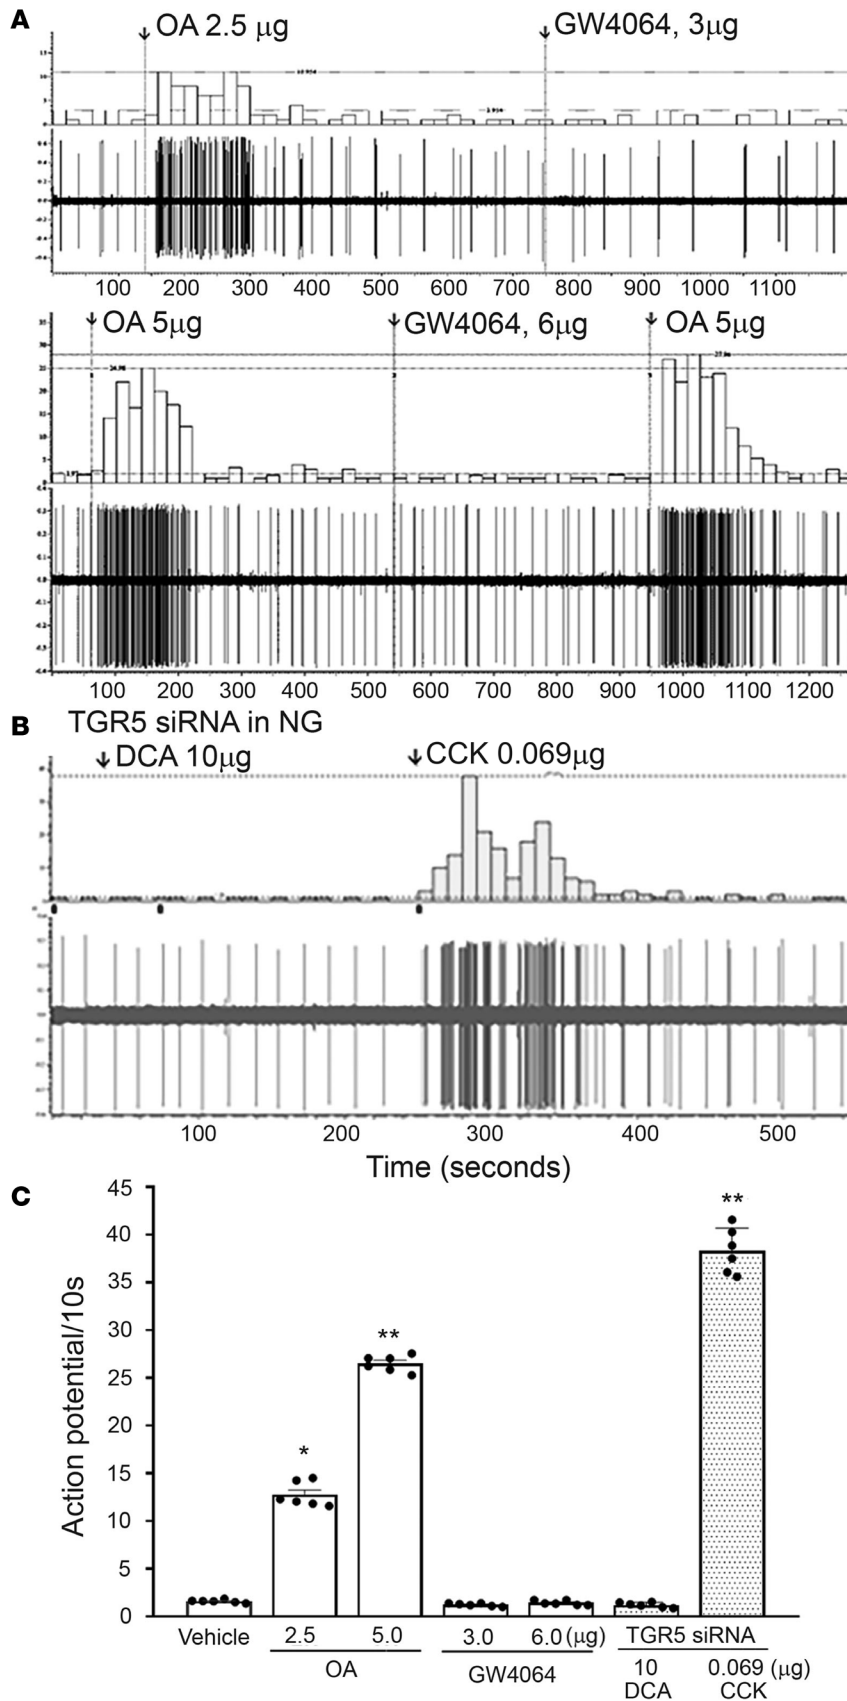 A
OA 2.5 µg
GW4064, 3µg
100 200 300 400 500 600 700 800 900 1000 1100
OA 5µg
GW4064, 6µg
OA 5µg
100 200 300 400 500 600 700 800 900 1000 1100 1200
B
TGR5 siRNA in NG
DCA 10µg
CCK 0.069µg
100 200 300 400 500
Time (seconds)
C
Action potential/10s
45
40
35
30
25
20
15
10
5
0
*
**
**
Vehicle 2.5 5.0 3.0 6.0 (µg) TGR5 siRNA
OA GW4064 10 0.069 (µg)
DCA CCK